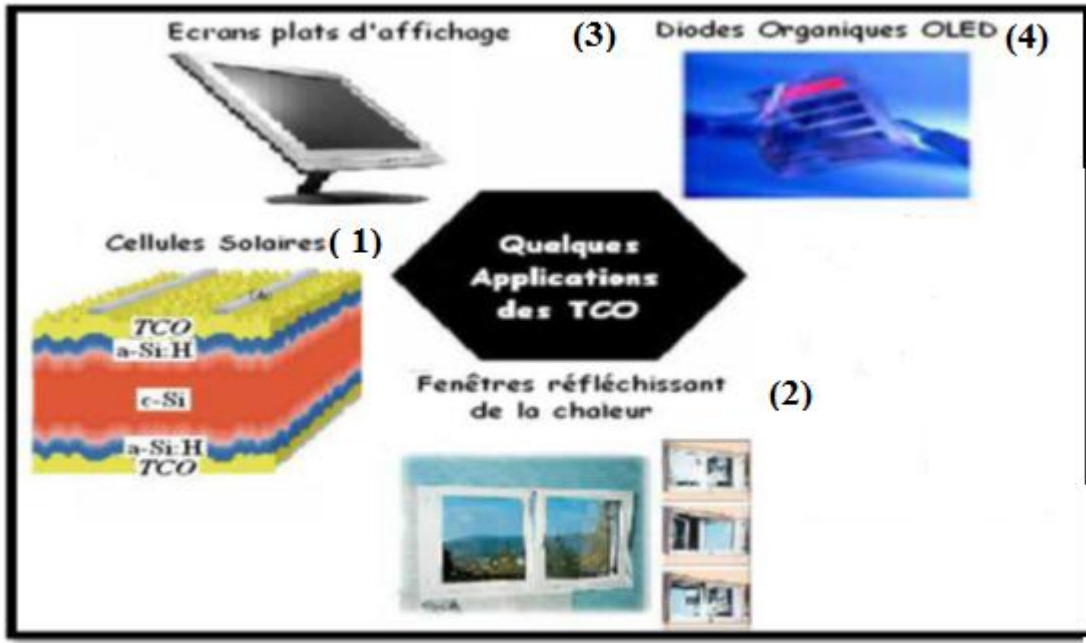 Ecrans plats d'affichage (3)
Diodes Organiques OLED (4)
Cellules Solaires ( 1)
Quelques
Applications
des TCO
TCO
a-Si:H
c-Si
a-Si:H
TCO
Fenêtres réfléchissant
de la chaleur
(2)